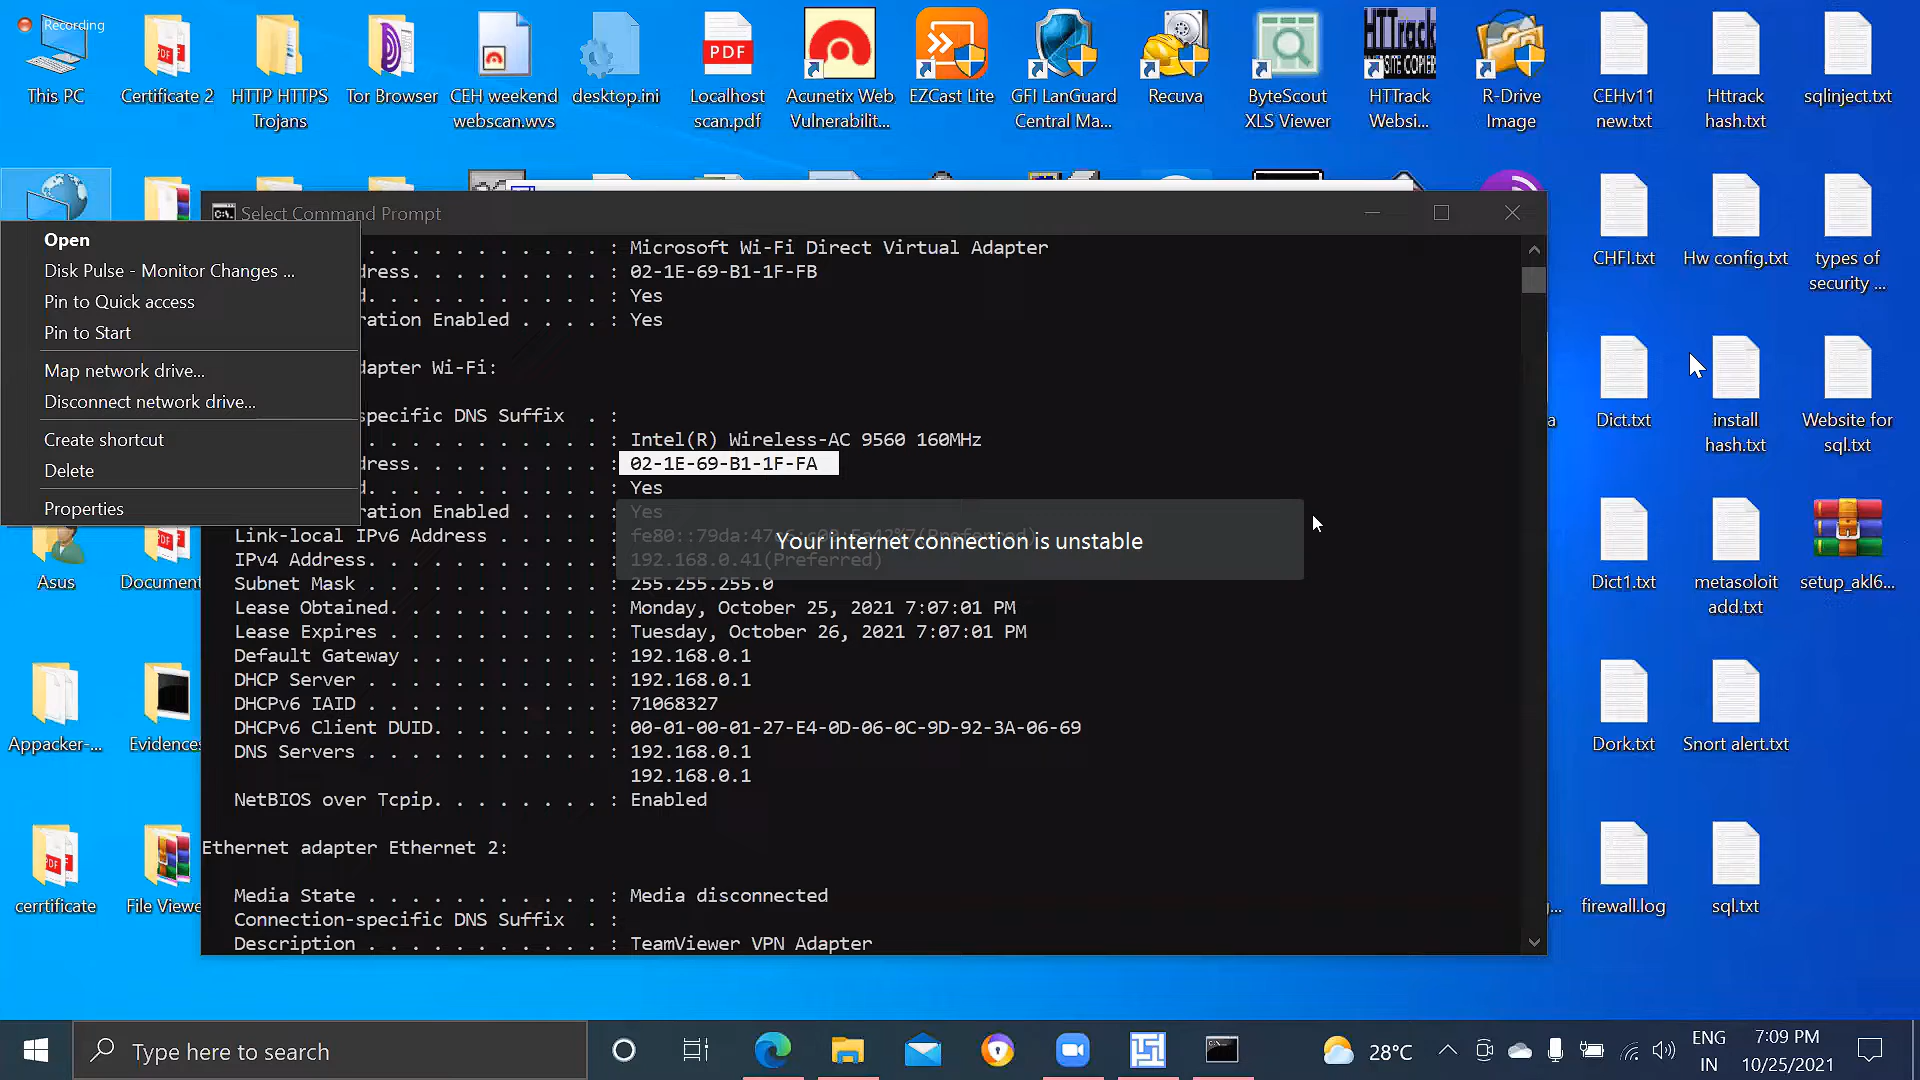 Recording
This PC
Certificate 2
HTTP HTTPS
Trojans
Tor Browser
CEH weekend
webscan.wvs
desktop.ini
PDF
Localhost
scan.pdf
Acunetix Web
Vulnerabilit...
EZCast Lite
GFI LanGuard
Central Ma...
Recuva
ByteScout
XLS Viewer
HTTrack
WEBSITE COPIER
HTTrack
Websi...
R-Drive
Image
CEHv11
new.txt
Httrack
hash.txt
sqlinject.txt
Select Command Prompt
Open
Disk Pulse - Monitor Changes ...
Pin to Quick access
Pin to Start
Map network drive...
Disconnect network drive...
Create shortcut
Delete
Properties
. . . . . . . . . . . : Microsoft Wi-Fi Direct Virtual Adapter
dress. . . . . . . . . : 02-1E-69-B1-1F-FB
d. . . . . . . . . . . : Yes
ration Enabled . . . . : Yes
dapter Wi-Fi:
specific DNS Suffix . :
. . . . . . . . . . . : Intel(R) Wireless-AC 9560 160MHz
dress. . . . . . . . . : 02-1E-69-B1-1F-FA
d. . . . . . . . . . . : Yes
ration Enabled . . . . : Yes
Link-local IPv6 Address . . . . . :
Your internet connection is unstable
IPv4 Address. . . . . . . . . . . : 192.168.0.41(Preferred)
Subnet Mask . . . . . . . . . . . : 255.255.255.0
Lease Obtained. . . . . . . . . . : Monday, October 25, 2021 7:07:01 PM
Lease Expires . . . . . . . . . . : Tuesday, October 26, 2021 7:07:01 PM
Default Gateway . . . . . . . . . : 192.168.0.1
DHCP Server . . . . . . . . . . . : 192.168.0.1
DHCPv6 IAID . . . . . . . . . . . : 71068327
DHCPv6 Client DUID. . . . . . . . : 00-01-00-01-27-E4-0D-06-0C-9D-92-3A-06-69
DNS Servers . . . . . . . . . . . : 192.168.0.1
192.168.0.1
NetBIOS over Tcpip. . . . . . . . : Enabled
Ethernet adapter Ethernet 2:
Media State . . . . . . . . . . . : Media disconnected
Connection-specific DNS Suffix . :
Description . . . . . . . . . . . : TeamViewer VPN Adapter
CHFI.txt
Hw config.txt
types of
security ...
a
Dict.txt
install
hash.txt
Website for
sql.txt
Asus
Document
Dict1.txt
metasoloit
add.txt
setup_akl6...
Appacker-...
Evidences
Dork.txt
Snort alert.txt
cerrtificate
File Viewe
firewall.log
sql.txt
Type here to search
28°C
ENG
IN
7:09 PM
10/25/2021